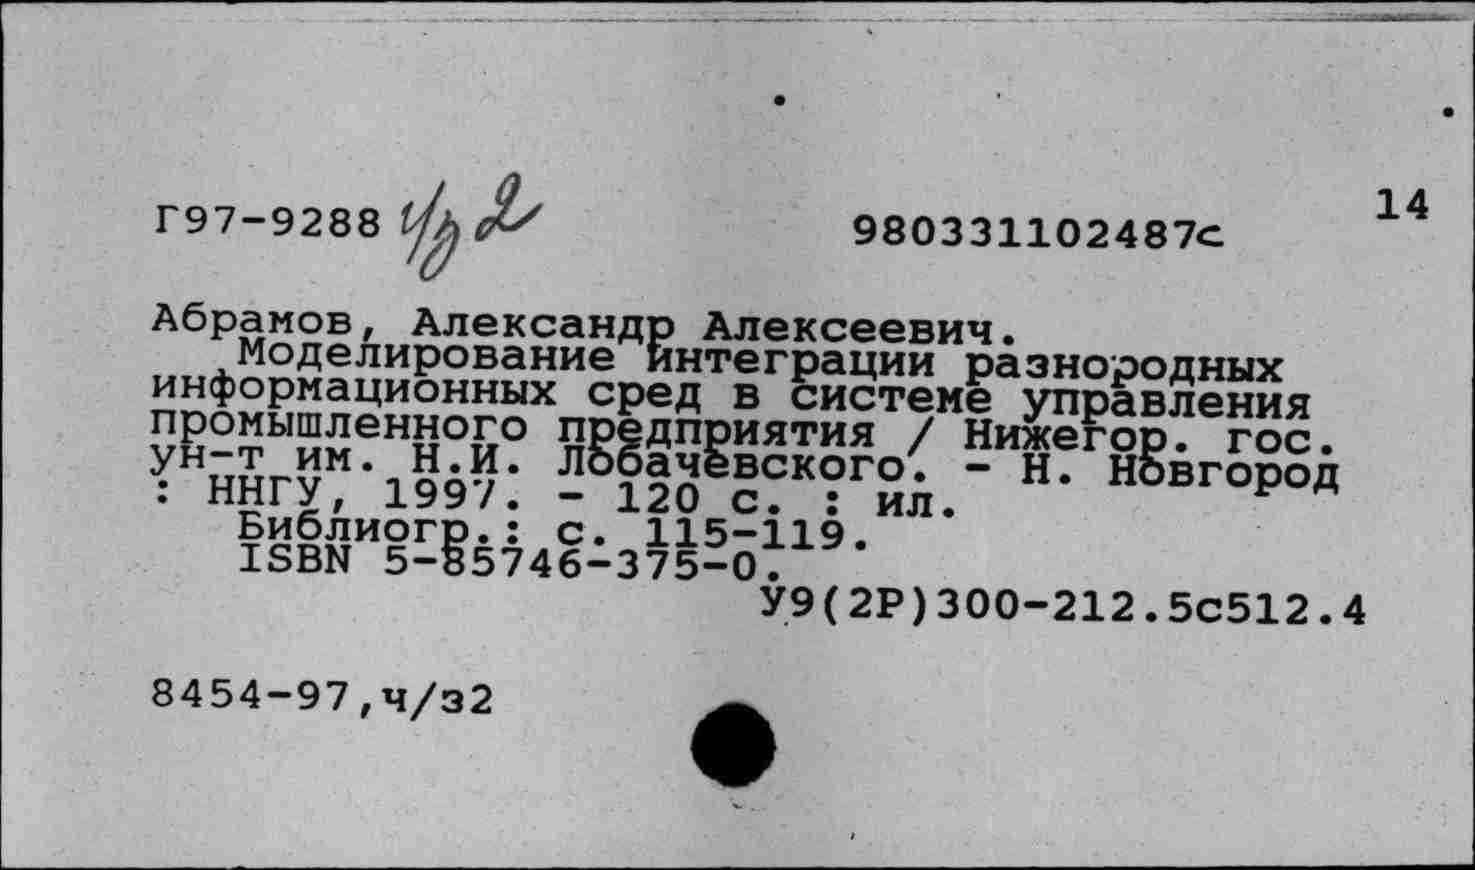 14
Г97-9288 ч/з 2
980331102487c
Абрамов, Александр Алексеевич.
Моделирование интеграции разнородных
информационных сред в системе управления
промышленного предприятия / Нижегор. гос.
ун-т им. Н.И. Лобачевского. - Н. Новгород
: ННГУ, 1997. - 120 с. : ил.
Библиогр.: с. 115-119.
ISBN 5-85746-375-0.
У9(2Р)300-212.5с512.4
8454-97,ч/з2